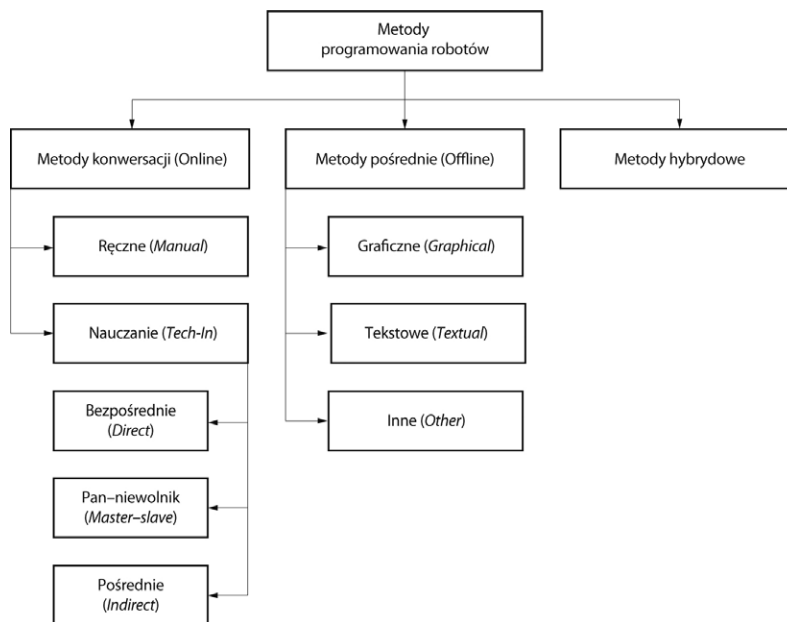 Metody
programowania robotów
Metody konwersacji (Online)
Metody pośrednie (Offline)
Metody hybrydowe
Ręczne (Manual)
Graficzne (Graphical)
Nauczanie (Tech-In)
Tekstowe (Textual)
Bezpośrednie
(Direct)
Inne (Other)
Pan–niewolnik
(Master–slave)
Pośrednie
(Indirect)